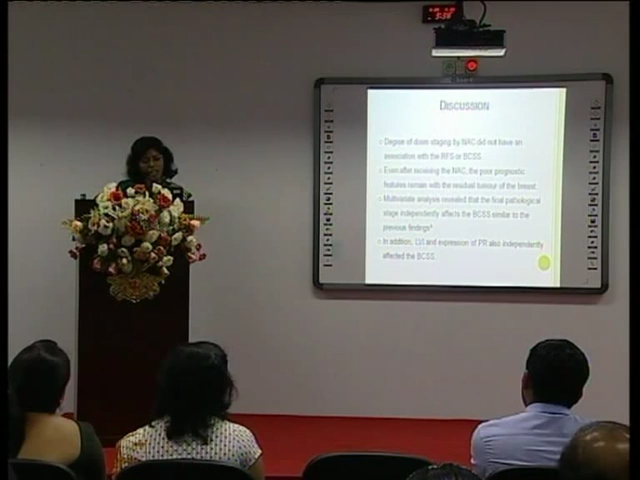 DISCUSSION
Degree of down staging by NAC did not have an
association with the RFS or BCSS.
Even after receiving the NAC, the poor prognostic
features remain with the residual tumour of the breast.
Multivariate analysis revealed that the final pathological
stage independently affects the BCSS similar to the
previous findings
In addition, LVI and expression of PR also independently
affected the BCSS.